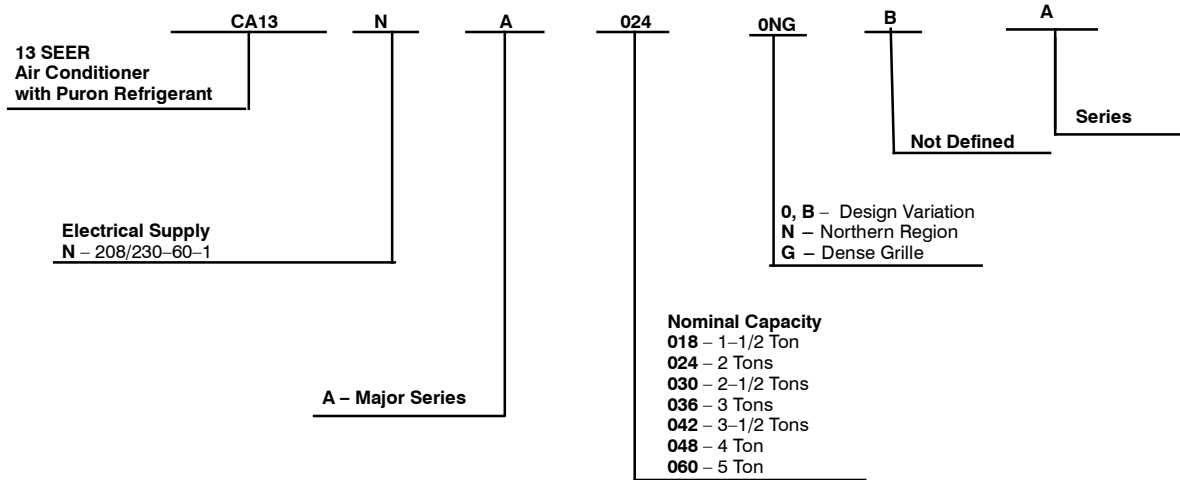 CA13 N A 024 0NG B A
13 SEER
Air Conditioner
with Puron Refrigerant
Series
Not Defined
0, B – Design Variation
N – Northern Region
G – Dense Grille
Electrical Supply
N – 208/230–60–1
Nominal Capacity
018 – 1–1/2 Ton
024 – 2 Tons
030 – 2–1/2 Tons
036 – 3 Tons
042 – 3–1/2 Tons
048 – 4 Ton
060 – 5 Ton
A – Major Series